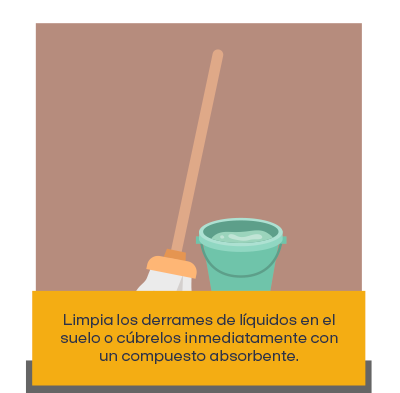 Limpia los derrames de líquidos en el
suelo o cúbrelos inmediatamente con
un compuesto absorbente.